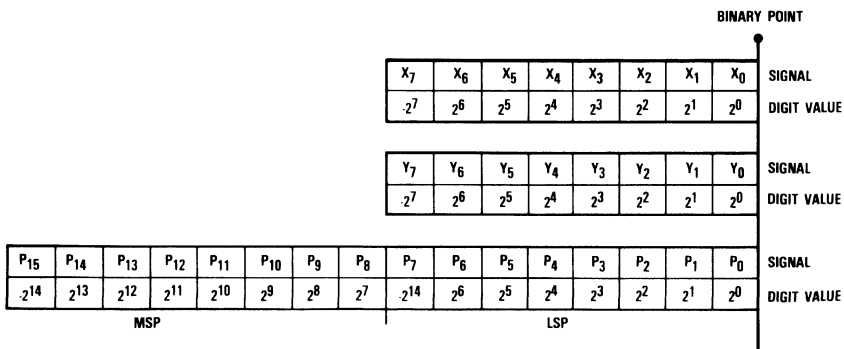 BINARY POINT
X7 X6 X5 X4 X3 X2 X1 X0 SIGNAL
-2^7 2^6 2^5 2^4 2^3 2^2 2^1 2^0 DIGIT VALUE
Y7 Y6 Y5 Y4 Y3 Y2 Y1 Y0 SIGNAL
-2^7 2^6 2^5 2^4 2^3 2^2 2^1 2^0 DIGIT VALUE
P15 P14 P13 P12 P11 P10 P9 P8 P7 P6 P5 P4 P3 P2 P1 P0 SIGNAL
-2^14 2^13 2^12 2^11 2^10 2^9 2^8 2^7 -2^14 2^6 2^5 2^4 2^3 2^2 2^1 2^0 DIGIT VALUE
MSP LSP